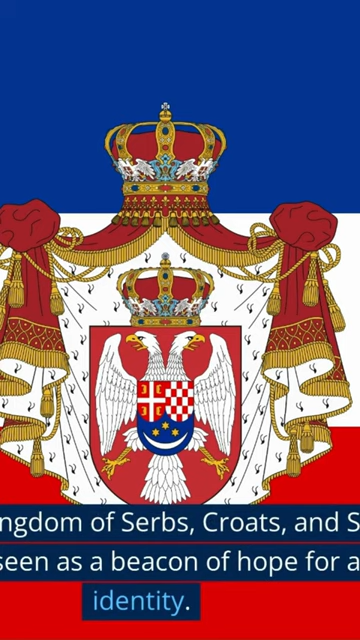 ngdom of Serbs, Croats, and S
seen as a beacon of hope for a
identity.